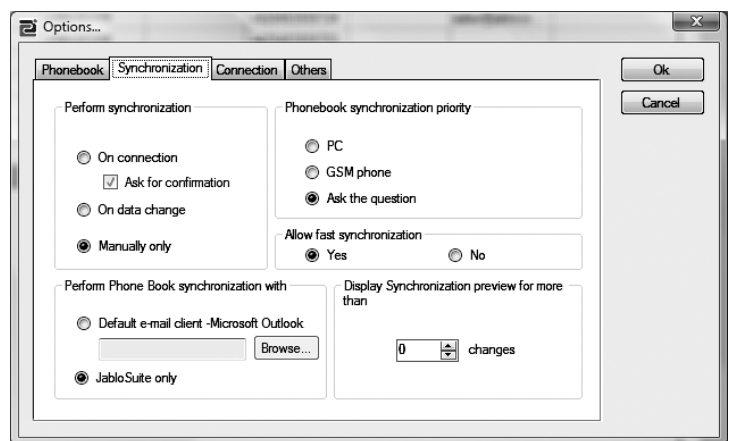 Options...
Phonebook Synchronization Connection Others
Ok
Cancel
Perform synchronization
On connection
Ask for confirmation
On data change
Manually only
Phonebook synchronization priority
PC
GSM phone
Ask the question
Allow fast synchronization
Yes No
Perform Phone Book synchronization with
Default e-mail client -Microsoft Outlook
Browse...
JabloSuite only
Display Synchronization preview for more
than
0 changes